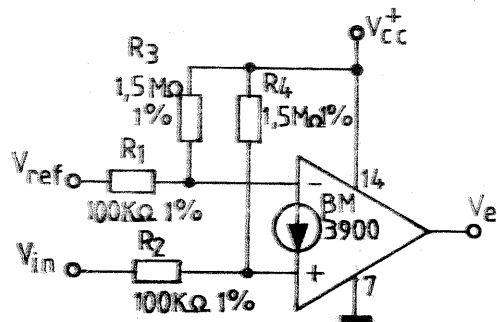 V⁺cc
R3
1,5MΩ
1%
R4
1,5MΩ1%
Vref
R1
100KΩ 1%
14
BM
3900
Ve
Vin
R2
100KΩ 1%
7
−
+